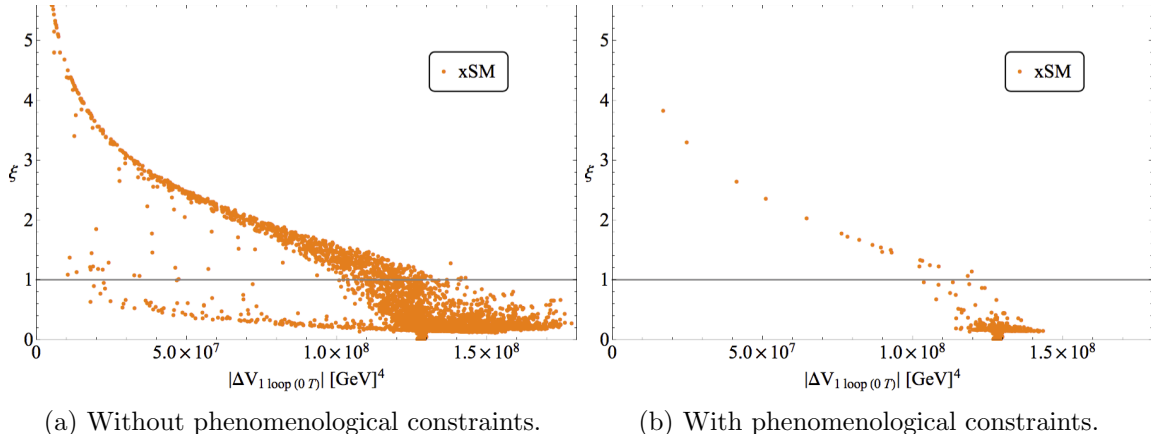 5
4
3
ξ
2
1
0
xSM
0
5.0×10⁷
1.0×10⁸
1.5×10⁸
|ΔV₁ ₗₒₒₚ ₍₀ T₎| [GeV]⁴
(a) Without phenomenological constraints.
5
4
3
ξ
2
1
0
xSM
0
5.0×10⁷
1.0×10⁸
1.5×10⁸
|ΔV₁ ₗₒₒₚ ₍₀ T₎| [GeV]⁴
(b) With phenomenological constraints.